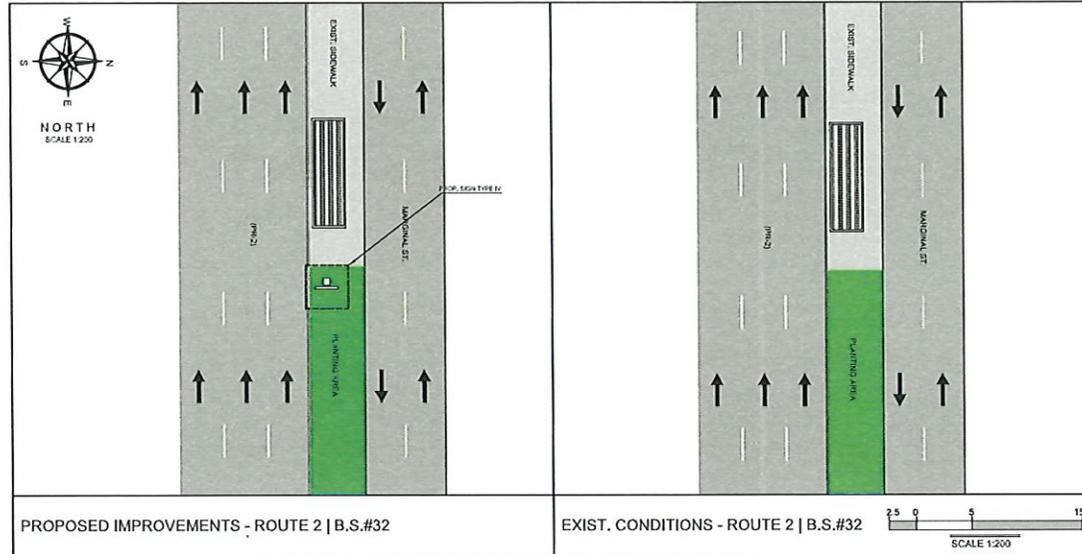 W
S
N
E
NORTH
SCALE 1:200
EXIST. SIDEWALK
PROP. SIGN TYPE IV
(PR-2)
MARGINAL ST.
PLANTING AREA
PROPOSED IMPROVEMENTS - ROUTE 2 | B.S.#32
EXIST. SIDEWALK
(PR-2)
MARGINAL ST.
PLANTING AREA
EXIST. CONDITIONS - ROUTE 2 | B.S.#32
2.5 0 5 15
SCALE 1:200